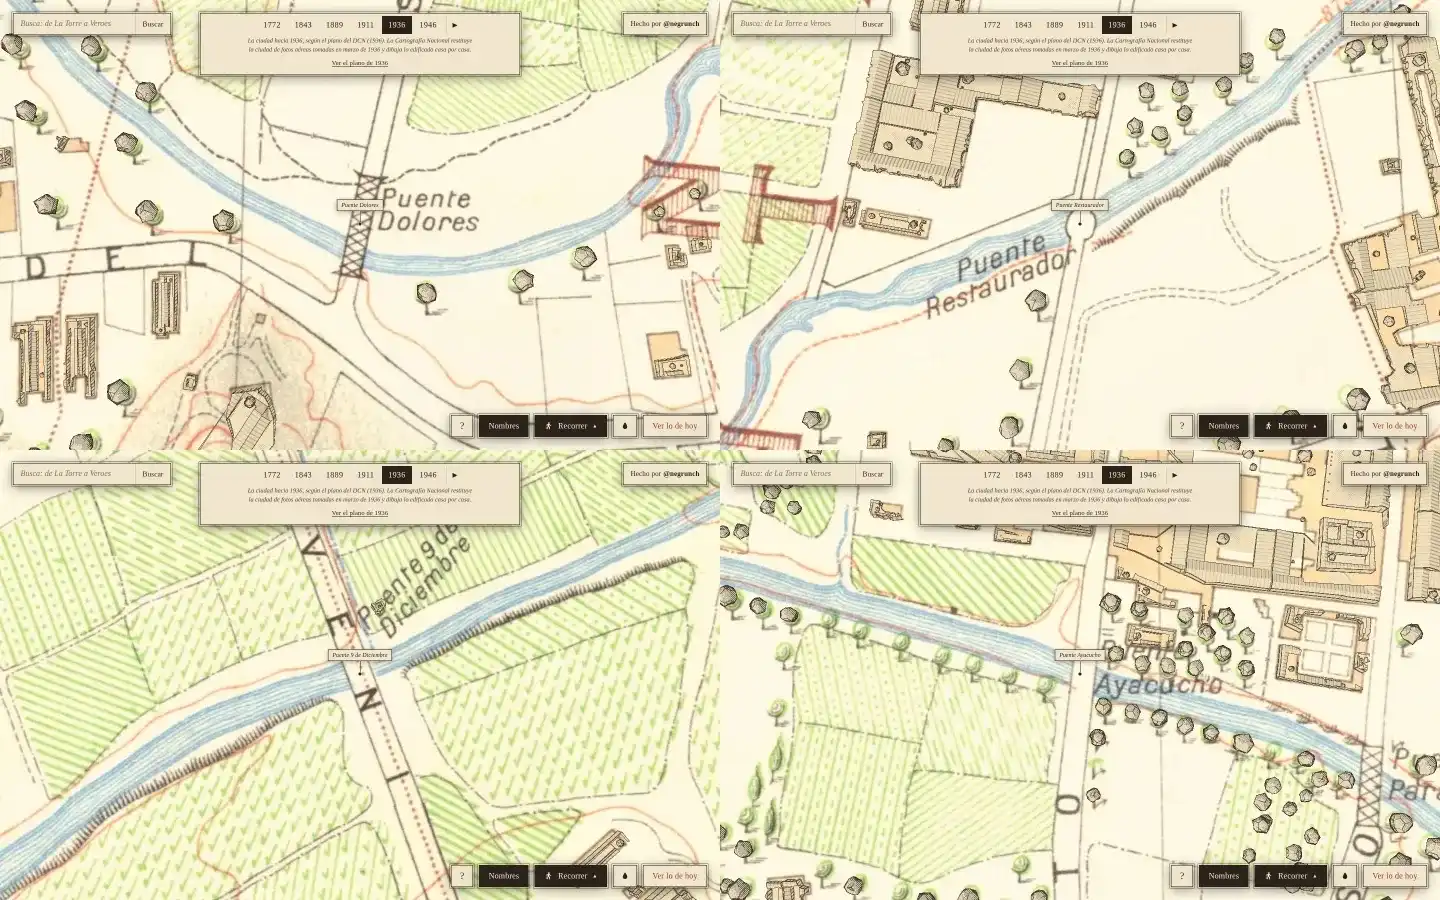 Busca: de La Torre a Veroes Buscar
1772 1843 1889 1911 1936 1946 ►
La ciudad hacia 1936, según el plano del DCN (1936). La Cartografía Nacional restituye
la ciudad de fotos aéreas tomadas en marzo de 1936 y dibuja lo edificado casa por casa.
Ver el plano de 1936
Hecho por @negrunch
Puente Dolores
Puente
Dolores
D E L
N
? Nombres Recorrer Ver lo de hoy
Busca: de La Torre a Veroes Buscar
1772 1843 1889 1911 1936 1946 ►
La ciudad hacia 1936, según el plano del DCN (1936). La Cartografía Nacional restituye
la ciudad de fotos aéreas tomadas en marzo de 1936 y dibuja lo edificado casa por casa.
Ver el plano de 1936
Hecho por @negrunch
Puente Restaurador
Puente
Restaurador
? Nombres Recorrer Ver lo de hoy
Busca: de La Torre a Veroes Buscar
1772 1843 1889 1911 1936 1946 ►
La ciudad hacia 1936, según el plano del DCN (1936). La Cartografía Nacional restituye
la ciudad de fotos aéreas tomadas en marzo de 1936 y dibuja lo edificado casa por casa.
Ver el plano de 1936
Hecho por @negrunch
Puente 9 de
Diciembre
Puente 9 de Diciembre
V E N I
? Nombres Recorrer Ver lo de hoy
Busca: de La Torre a Veroes Buscar
1772 1843 1889 1911 1936 1946 ►
La ciudad hacia 1936, según el plano del DCN (1936). La Cartografía Nacional restituye
la ciudad de fotos aéreas tomadas en marzo de 1936 y dibuja lo edificado casa por casa.
Ver el plano de 1936
Hecho por @negrunch
Puente Ayacucho
Ayacucho
O
? Nombres Recorrer Ver lo de hoy